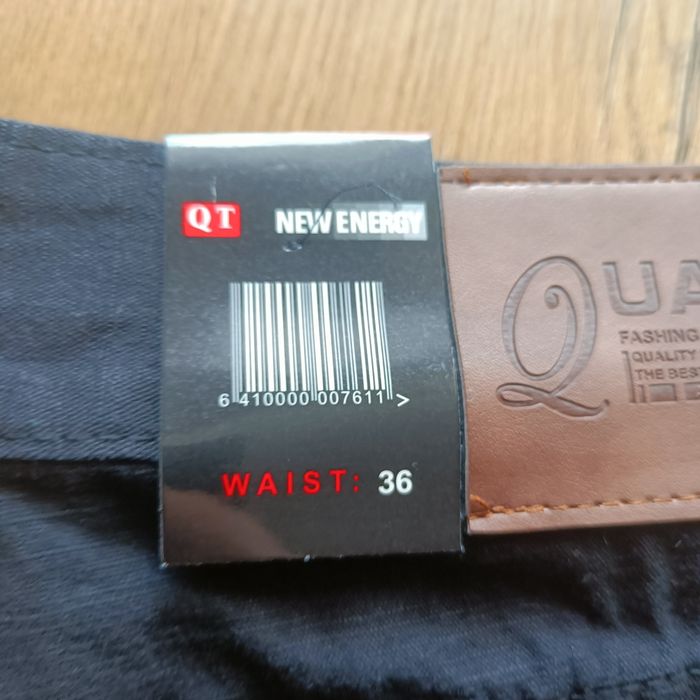 QT NEW ENERGY
6 410000 007611 >
WAIST: 36
QUA
FASHING
QUALITY
THE BEST